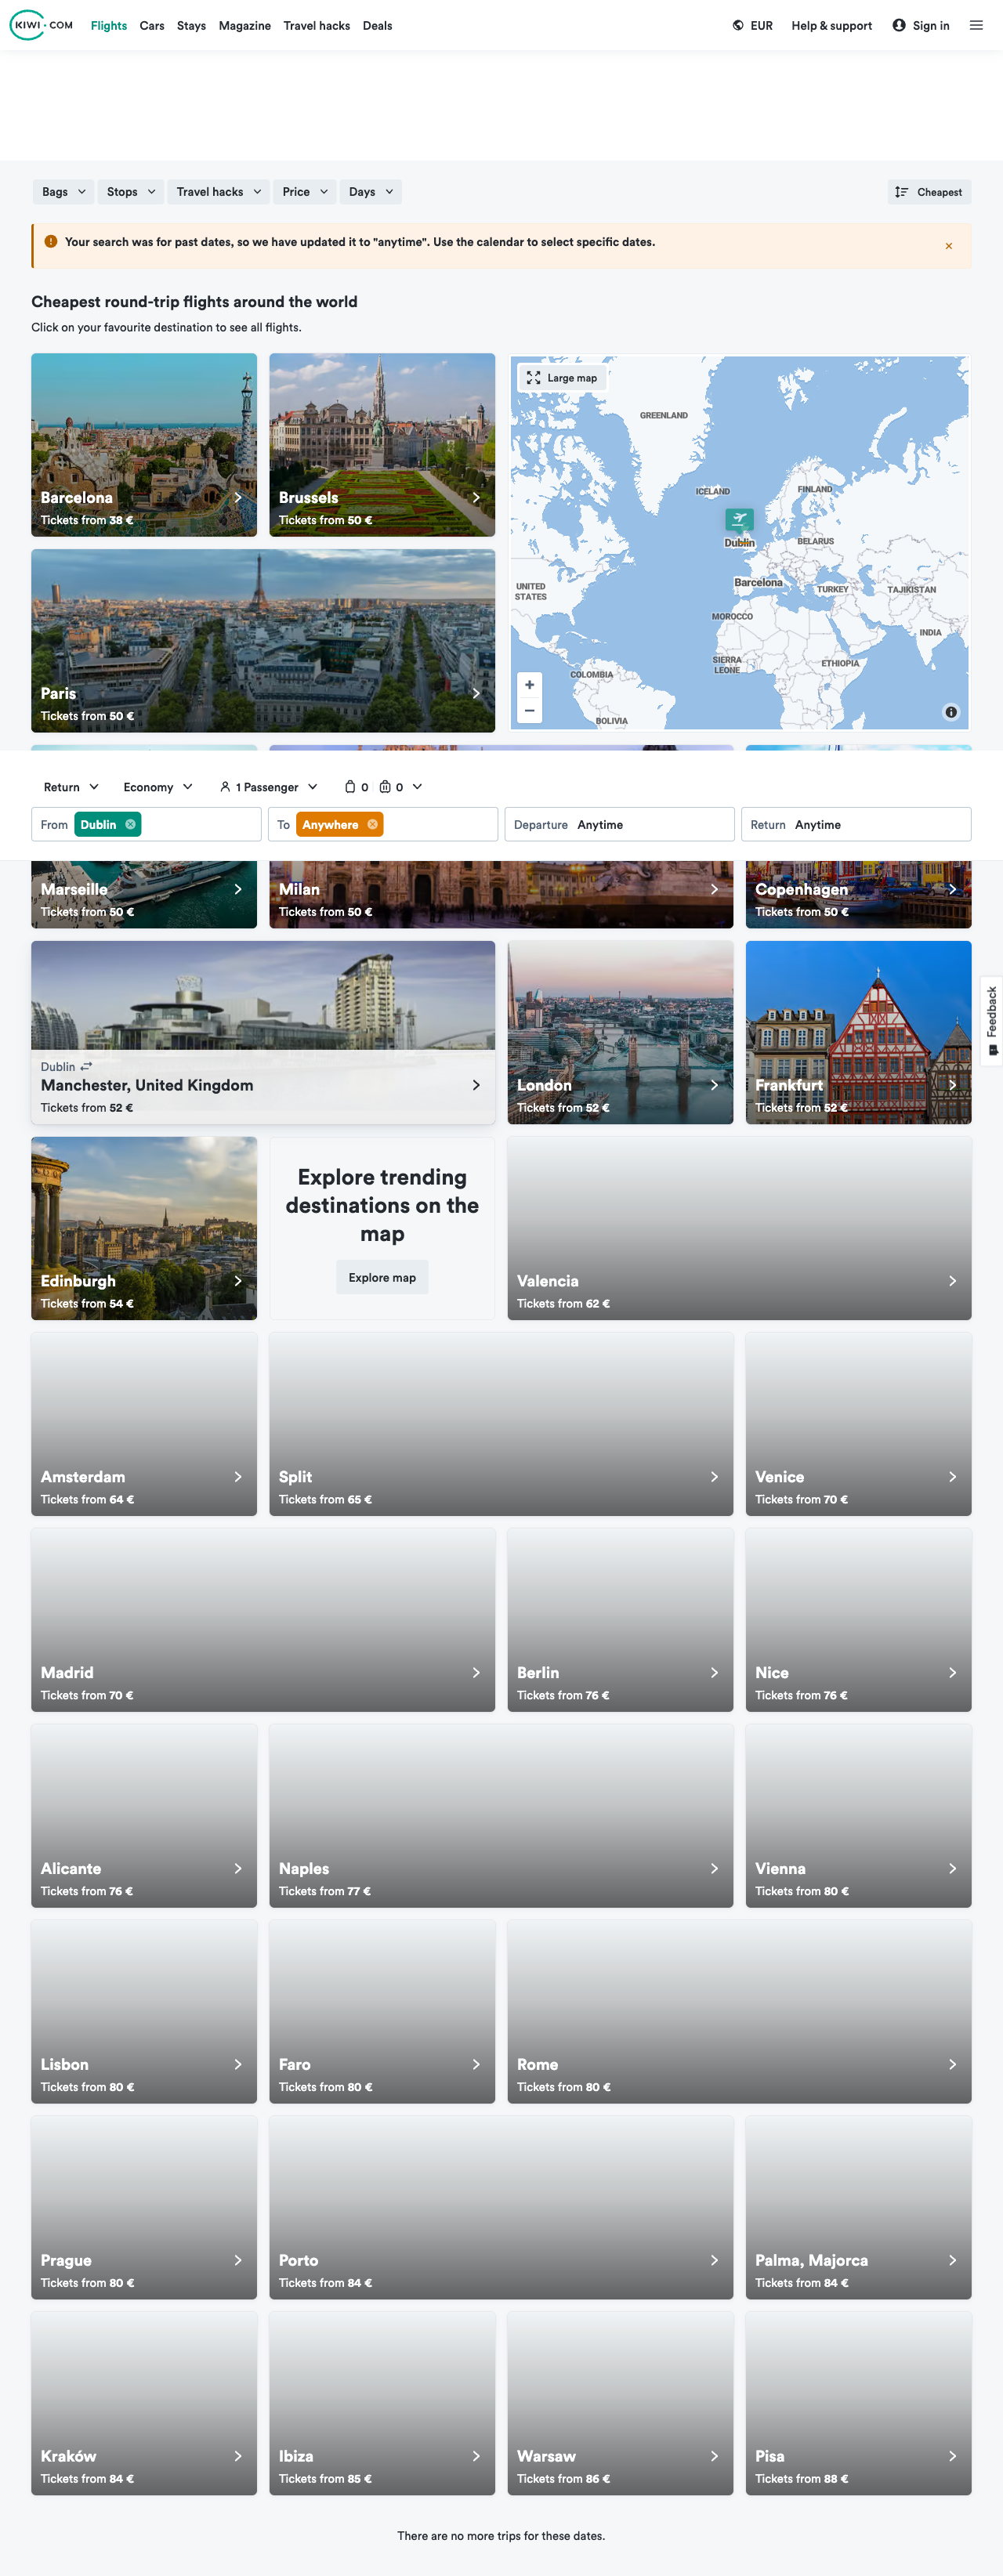 KIWI.COM
Flights
Cars
Stays
Magazine
Travel hacks
Deals
EUR
Help & support
Sign in
Bags
Stops
Travel hacks
Price
Days
Cheapest
Your search was for past dates, so we have updated it to "anytime". Use the calendar to select specific dates.
Cheapest round-trip flights around the world
Click on your favourite destination to see all flights.
Barcelona
Tickets from 38 €
Brussels
Tickets from 50 €
Large map
GREENLAND
ICELAND
FINLAND
Dublin
BELARUS
UNITED
STATES
Barcelona
TURKEY
TAJIKISTAN
MOROCCO
INDIA
SIERRA
LEONE
ETHIOPIA
COLOMBIA
BOLIVIA
Paris
Tickets from 50 €
Return
Economy
1 Passenger
0
0
From
Dublin
To
Anywhere
Departure
Anytime
Return
Anytime
Marseille
Tickets from 50 €
Milan
Tickets from 50 €
Copenhagen
Tickets from 50 €
Dublin
Manchester, United Kingdom
Tickets from 52 €
London
Tickets from 52 €
Frankfurt
Tickets from 52 €
Feedback
Edinburgh
Tickets from 54 €
Explore trending
destinations on the
map
Explore map
Valencia
Tickets from 62 €
Amsterdam
Tickets from 64 €
Split
Tickets from 65 €
Venice
Tickets from 70 €
Madrid
Tickets from 70 €
Berlin
Tickets from 76 €
Nice
Tickets from 76 €
Alicante
Tickets from 76 €
Naples
Tickets from 77 €
Vienna
Tickets from 80 €
Lisbon
Tickets from 80 €
Faro
Tickets from 80 €
Rome
Tickets from 80 €
Prague
Tickets from 80 €
Porto
Tickets from 84 €
Palma, Majorca
Tickets from 84 €
Kraków
Tickets from 84 €
Ibiza
Tickets from 85 €
Warsaw
Tickets from 86 €
Pisa
Tickets from 88 €
There are no more trips for these dates.